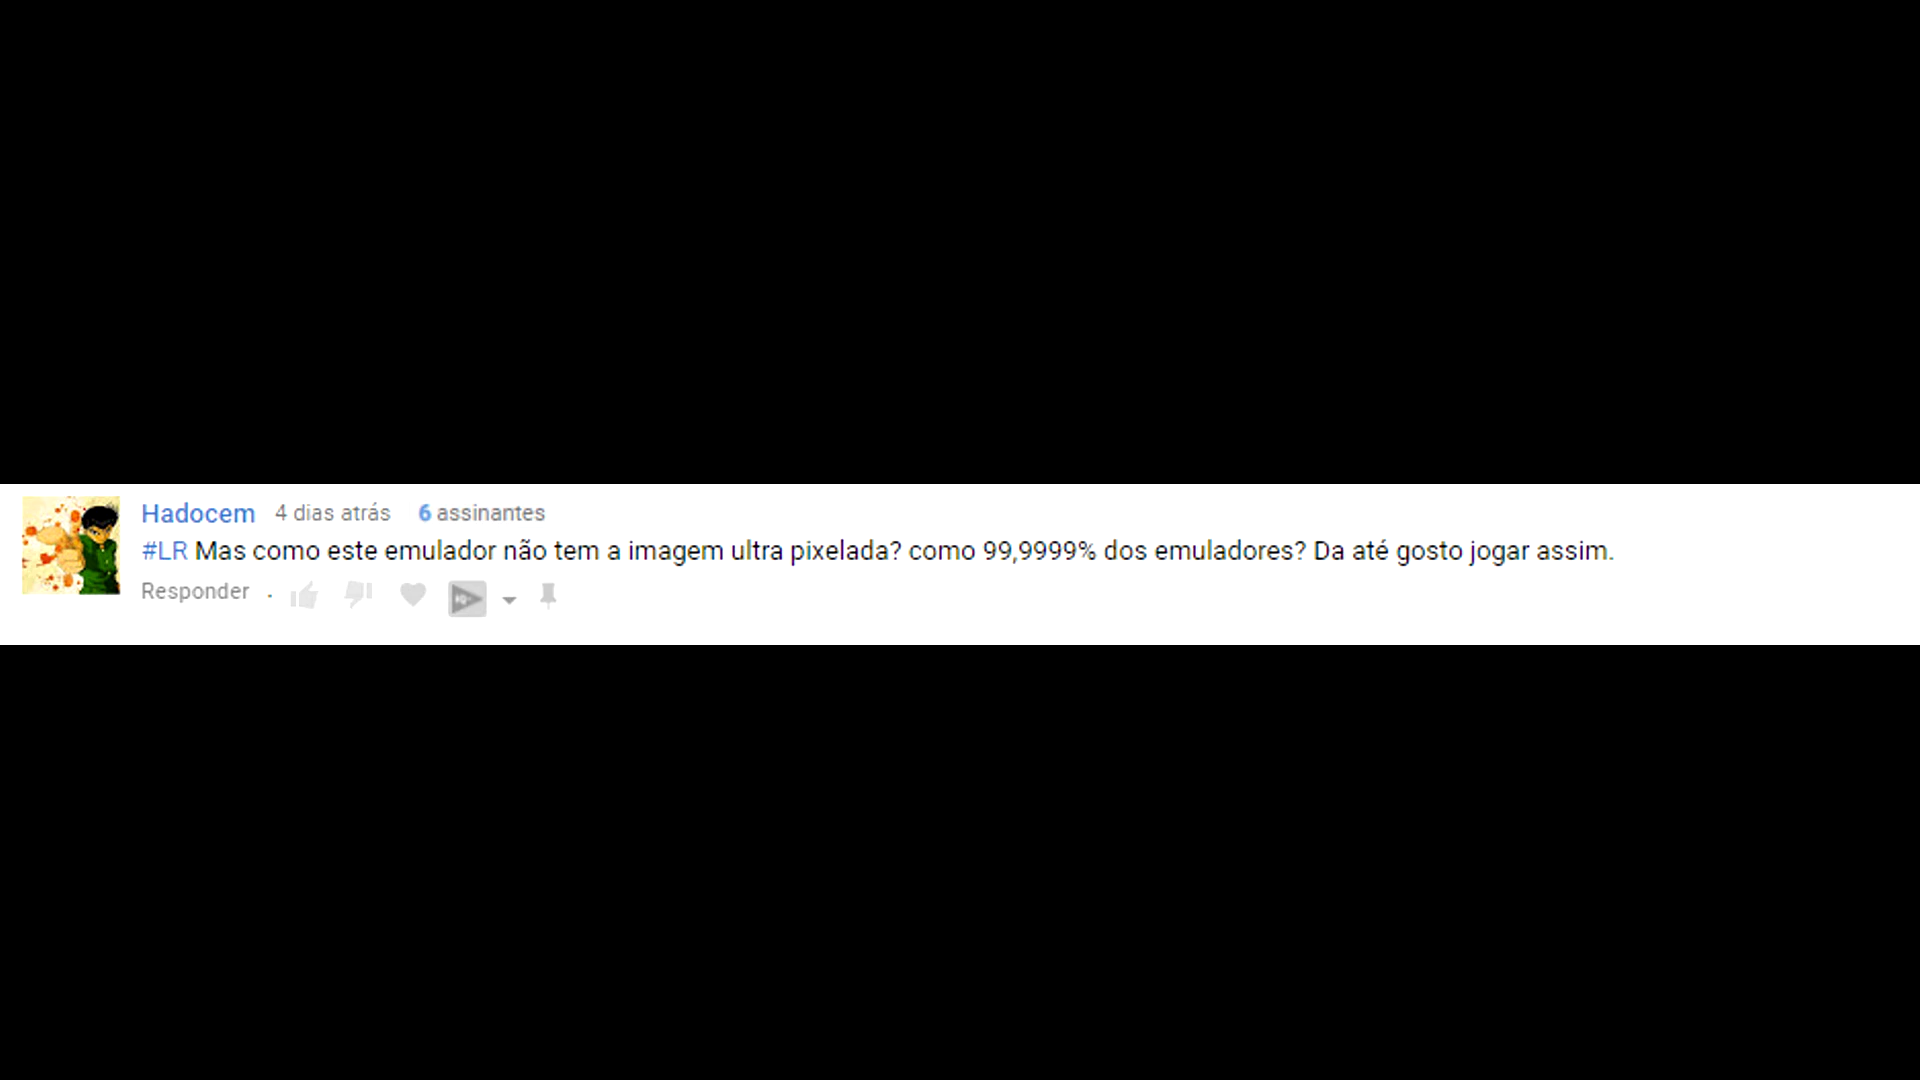 Hadocem 4 dias atrás 6 assinantes
#LR Mas como este emulador não tem a imagem ultra pixelada? como 99,9999% dos emuladores? Da até gosto jogar assim.
Responder